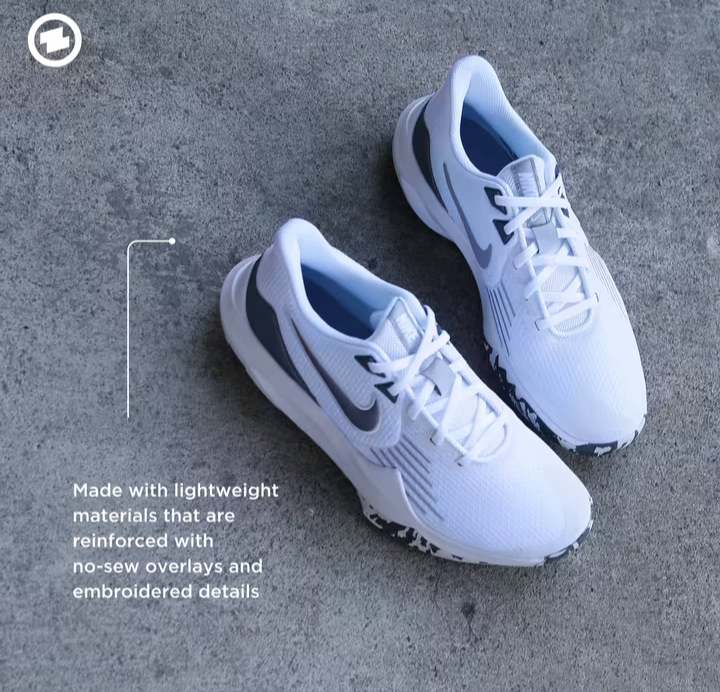 Made with lightweight
materials that are
reinforced with
no-sew overlays and
embroidered details